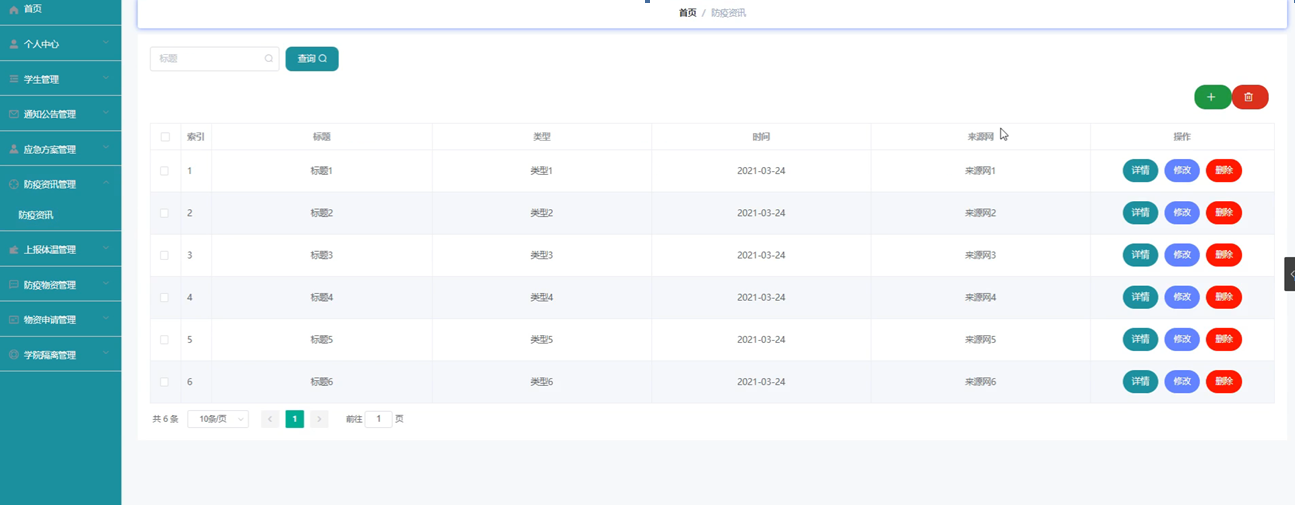 首页
个人中心
学生管理
通知公告管理
应急方案管理
防疫资讯管理
防疫资讯
上报体温管理
防疫物资管理
物资申请管理
学院隔离管理
首页 / 防疫资讯
标题
查询
索引 标题 类型 时间 来源网 操作
1 标题1 类型1 2021-03-24 来源网1 详情 修改 删除
2 标题2 类型2 2021-03-24 来源网2 详情 修改 删除
3 标题3 类型3 2021-03-24 来源网3 详情 修改 删除
4 标题4 类型4 2021-03-24 来源网4 详情 修改 删除
5 标题5 类型5 2021-03-24 来源网5 详情 修改 删除
6 标题6 类型6 2021-03-24 来源网6 详情 修改 删除
共 6 条 10条/页 1 前往 1 页